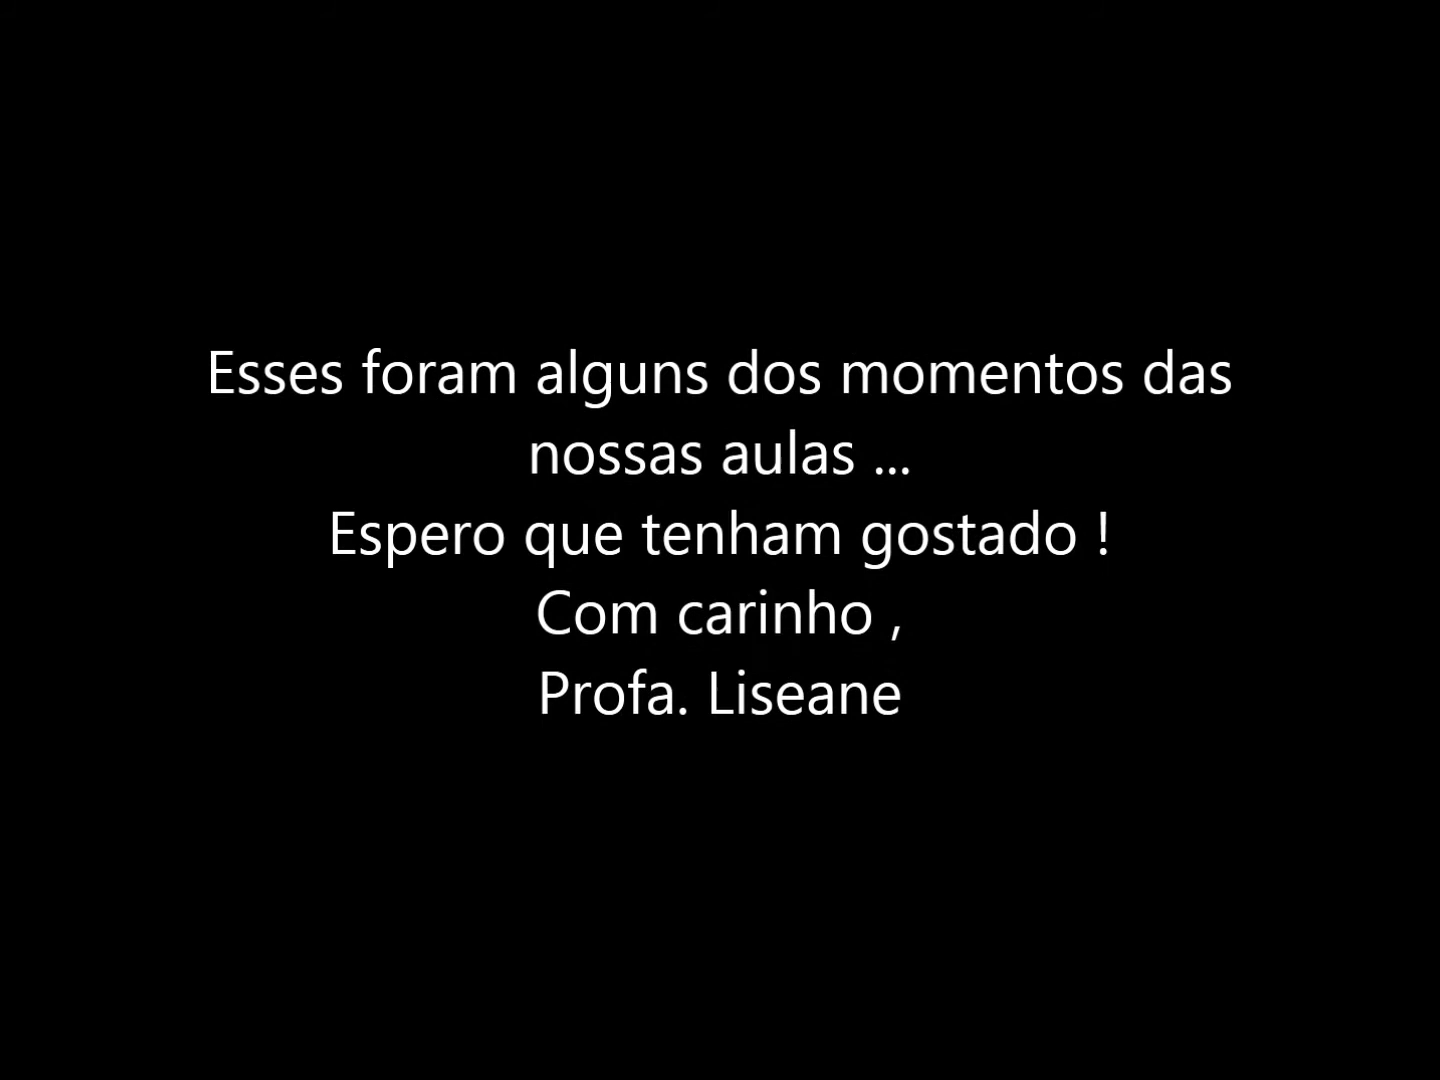 Esses foram alguns dos momentos das
nossas aulas ...
Espero que tenham gostado !
Com carinho ,
Profa. Liseane